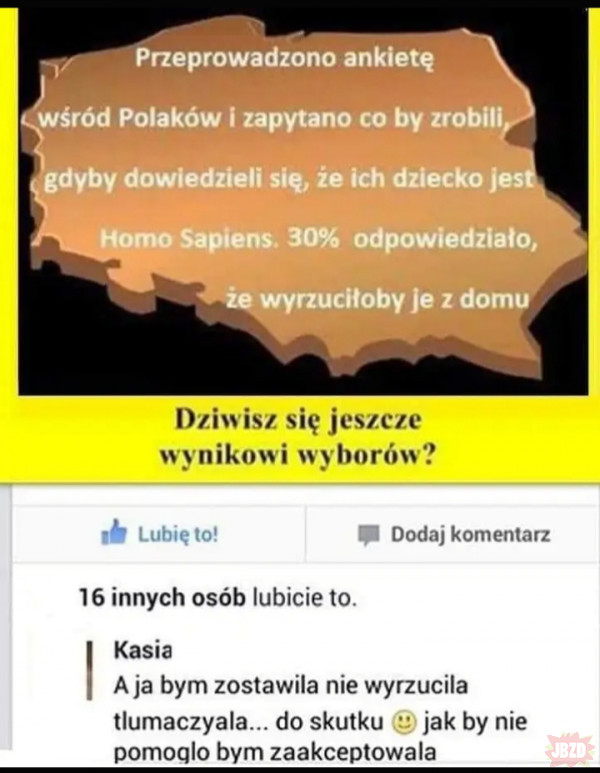 Przeprowadzono ankietę
wśród Polaków i zapytano co by zrobili,
gdyby dowiedzieli się, że ich dziecko jest
Homo Sapiens. 30% odpowiedziało,
że wyrzuciłoby je z domu
Dziwisz się jeszcze
wynikowi wyborów?
Lubię to! Dodaj komentarz
16 innych osób lubicie to.
Kasia
A ja bym zostawila nie wyrzucila
tlumaczyala... do skutku 🙂 jak by nie
pomoglo bym zaakceptowala
JBZD